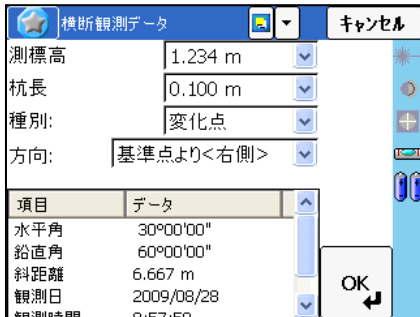 横断観測データ キャンセル
測標高 1.234 m
杭長 0.100 m
種別: 変化点
方向: 基準点より<右側>
項目 データ
水平角 30°00'00"
鉛直角 60°00'00"
斜距離 6.667 m
観測日 2009/08/28
OK